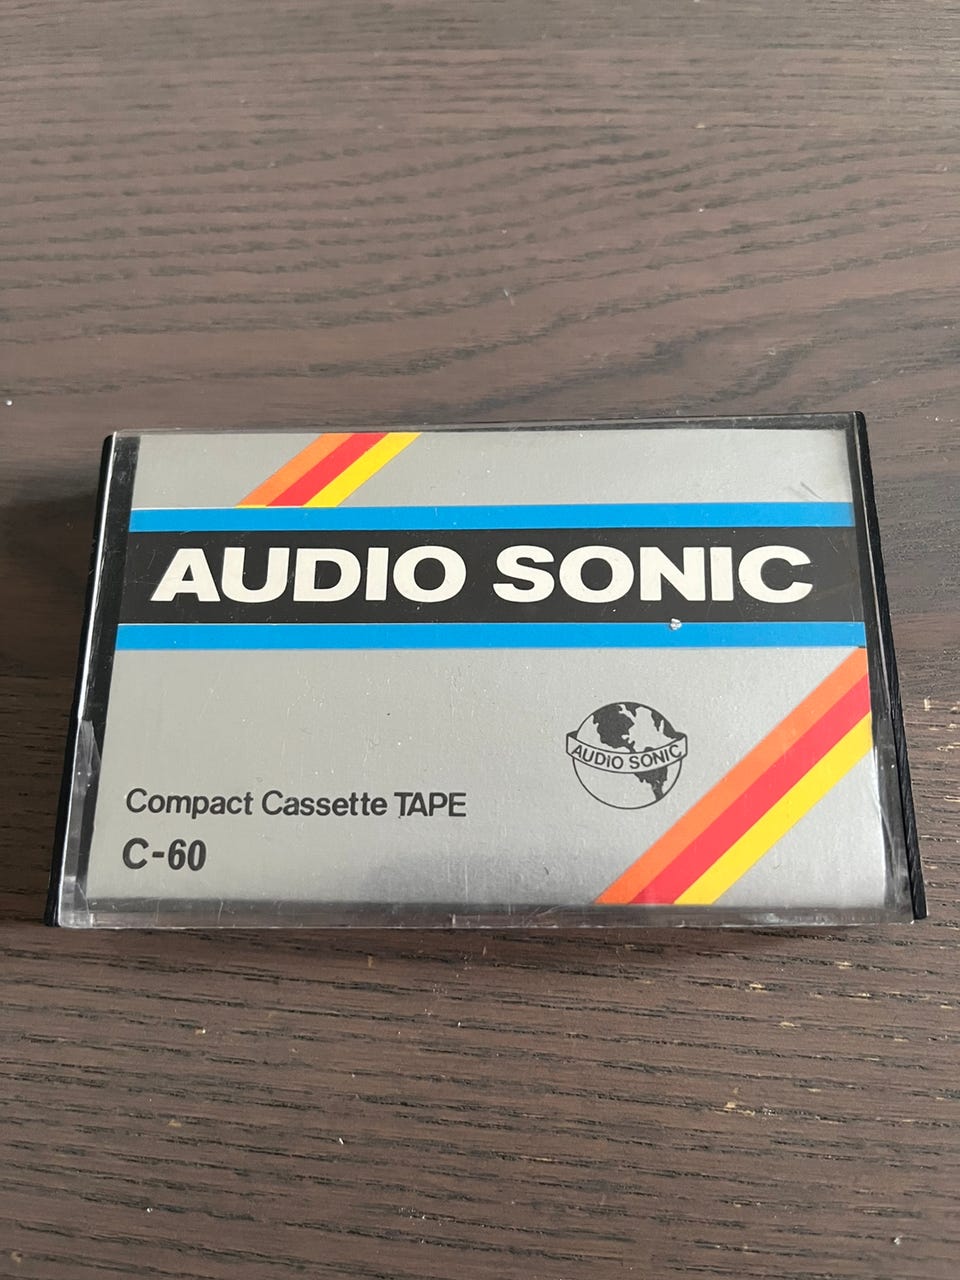 AUDIO SONIC
AUDIO SONIC
Compact Cassette TAPE
C-60